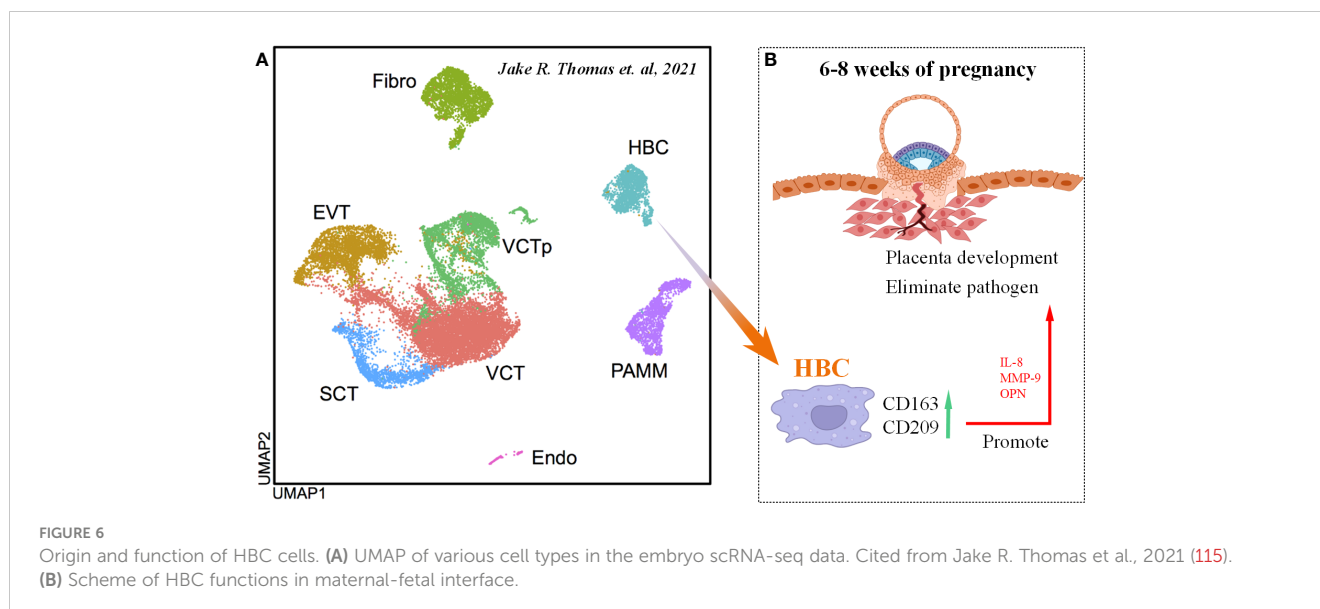 A
Jake R. Thomas et. al, 2021
Fibro
HBC
EVT
VCTp
SCT
VCT
PAMM
Endo
UMAP2
UMAP1
B
6-8 weeks of pregnancy
Placenta development
Eliminate pathogen
HBC
CD163
CD209
IL-8
MMP-9
OPN
Promote
FIGURE 6
Origin and function of HBC cells. (A) UMAP of various cell types in the embryo scRNA-seq data. Cited from Jake R. Thomas et al., 2021 (115).
(B) Scheme of HBC functions in maternal-fetal interface.